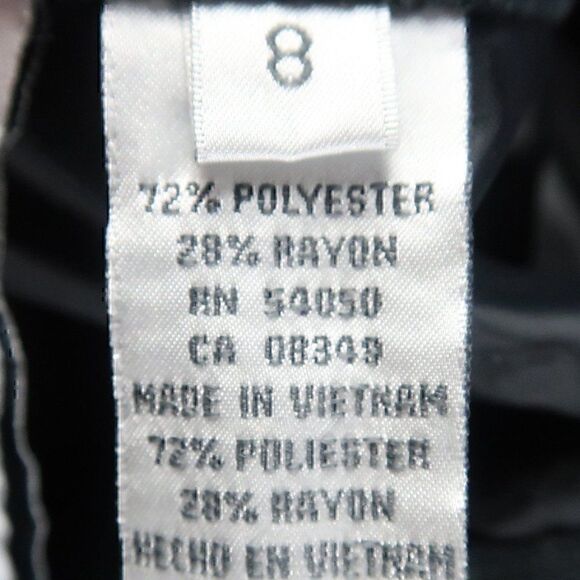 8
72% POLYESTER
28% RAYON
RN 54050
CA 08349
MADE IN VIETNAM
72% POLIESTER
28% RAYON
HECHO EN VIETNAM